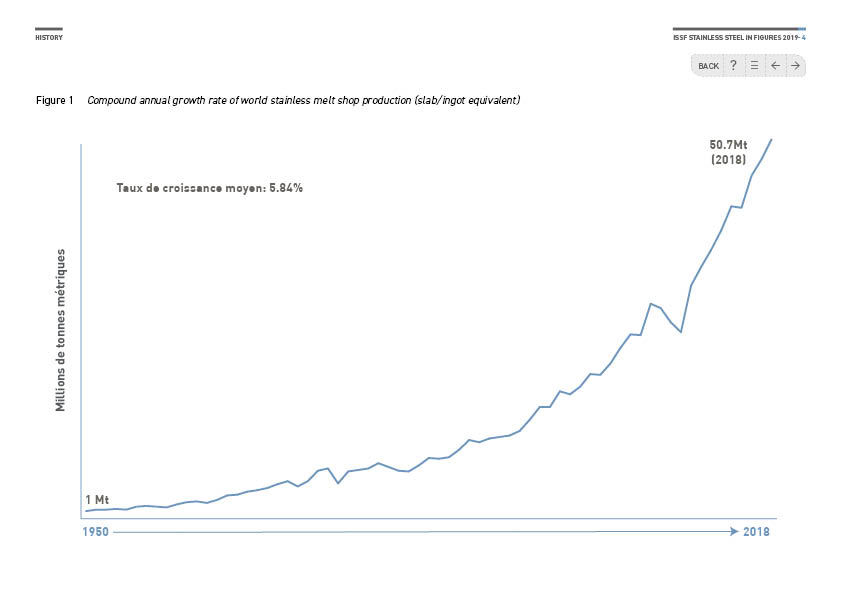 HISTORY
ISSF STAINLESS STEEL IN FIGURES 2019- 4
BACK ? ☰ ← →
Figure 1 Compound annual growth rate of world stainless melt shop production (slab/ingot equivalent)
50.7Mt
(2018)
Taux de croissance moyen: 5.84%
Millions de tonnes métriques
1 Mt
1950
2018